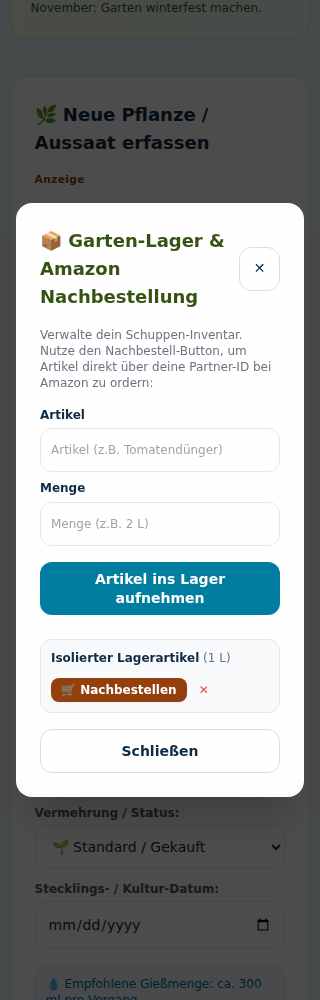 November: Garten winterfest machen.
🌿 Neue Pflanze /
Aussaat erfassen
Anzeige
📦 Garten-Lager &
Amazon
Nachbestellung
✕
Verwalte dein Schuppen-Inventar.
Nutze den Nachbestell-Button, um
Artikel direkt über deine Partner-ID bei
Amazon zu ordern:
Artikel
Artikel (z.B. Tomatendünger)
Menge
Menge (z.B. 2 L)
Artikel ins Lager
aufnehmen
Isolierter Lagerartikel (1 L)
🛒 Nachbestellen ✕
Schließen
Vermehrung / Status:
🌱 Standard / Gekauft
Stecklings- / Kultur-Datum:
mm/dd/yyyy
💧 Empfohlene Gießmenge: ca. 300
ml pro Vorgang